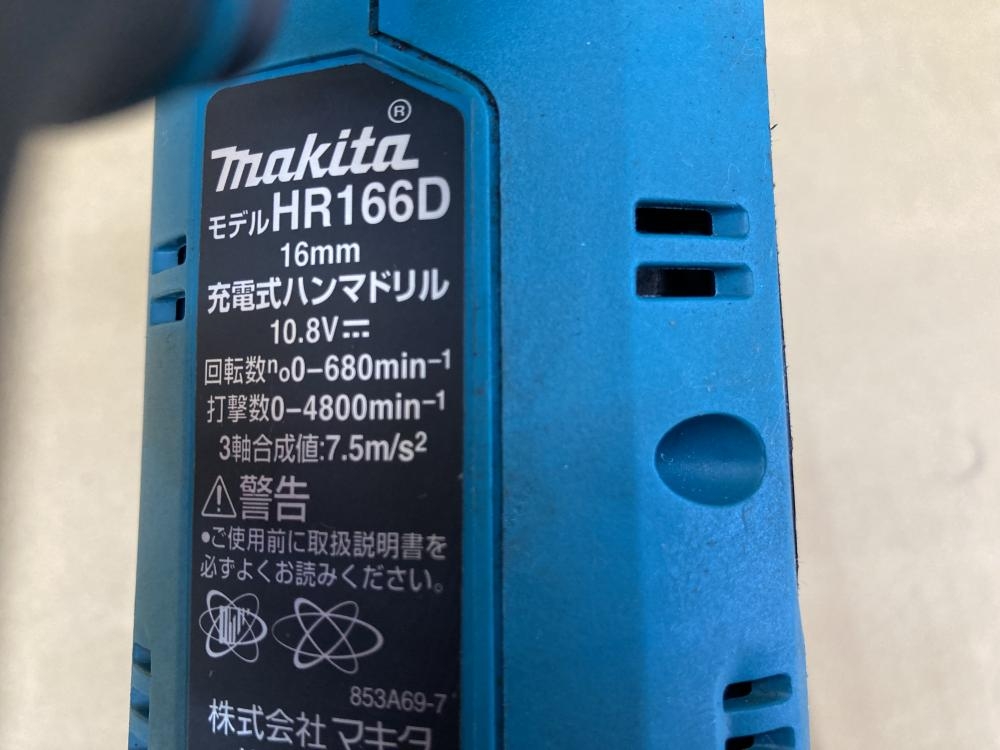 makita®
モデルHR166D
16mm
充電式ハンマドリル
10.8V⎓
回転数n₀0−680min⁻¹
打撃数0−4800min⁻¹
3軸合成値:7.5m/s²
⚠警告
•ご使用前に取扱説明書を
必ずよくお読みください。
853A69-7
株式会社マキタ